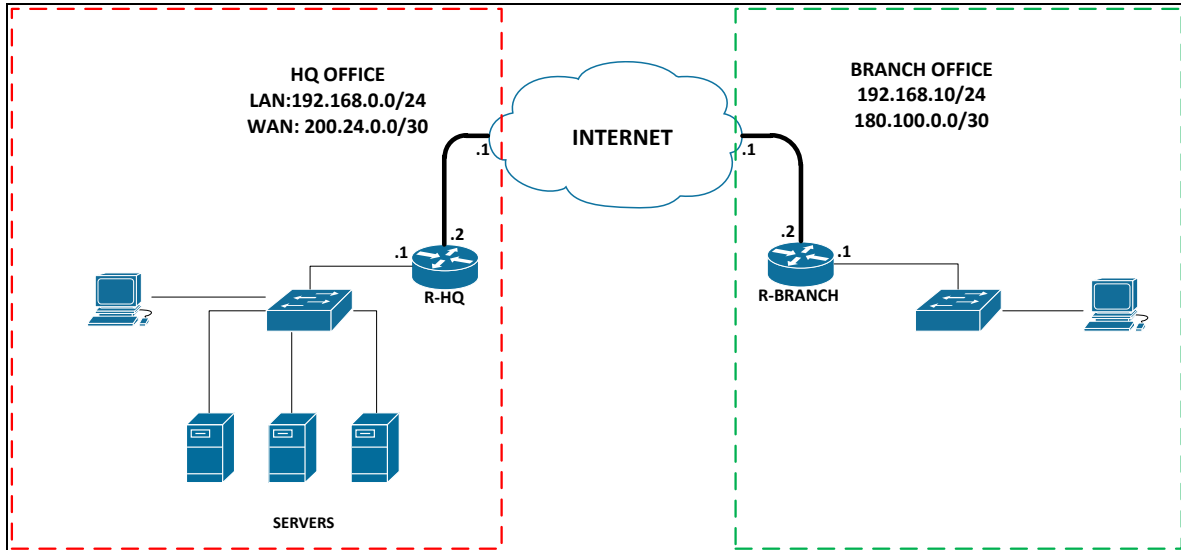 HQ OFFICE
LAN:192.168.0.0/24
WAN: 200.24.0.0/30
BRANCH OFFICE
192.168.10/24
180.100.0.0/30
INTERNET
.1
.1
.2
.1
R-HQ
.2
.1
R-BRANCH
SERVERS